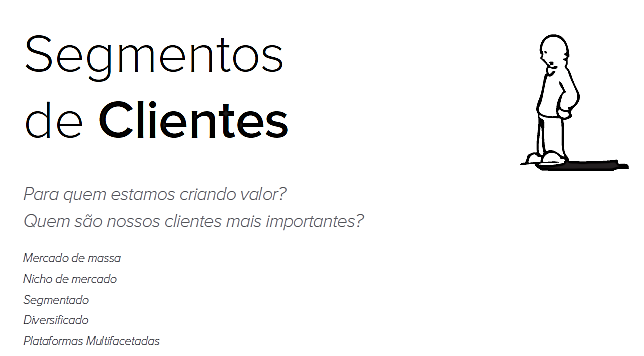 Segmentos
de Clientes
Para quem estamos criando valor?
Quem são nossos clientes mais importantes?
Mercado de massa
Nicho de mercado
Segmentado
Diversificado
Plataformas Multifacetadas